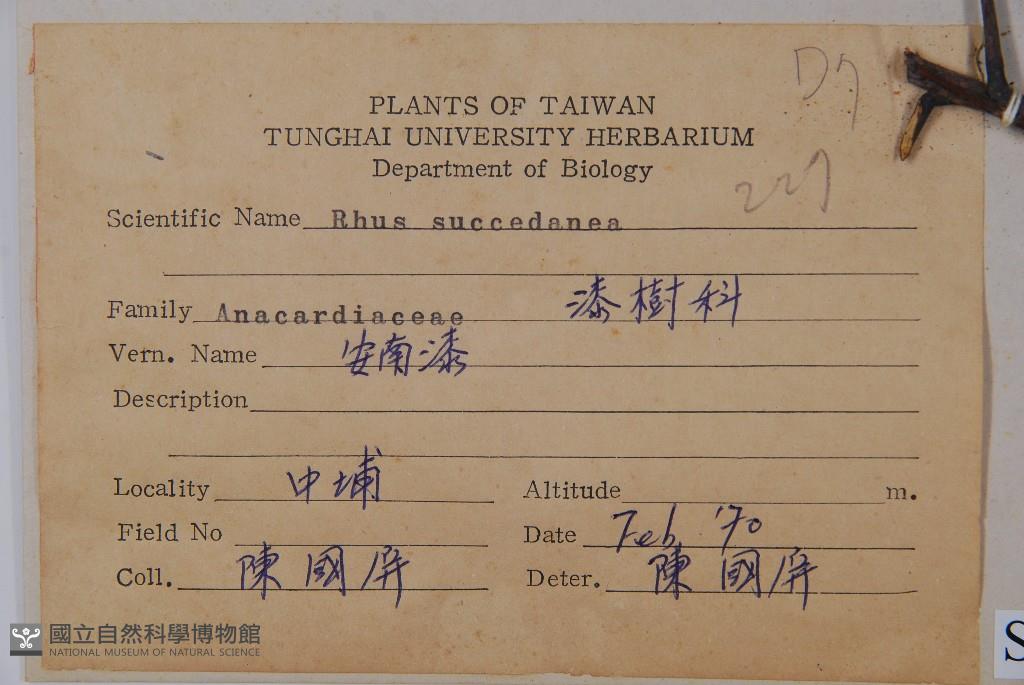 D7
PLANTS OF TAIWAN
TUNGHAI UNIVERSITY HERBARIUM
Department of Biology
227
Scientific Name Rhus succedanea
Family Anacardiaceae 漆樹科
Vern. Name 安南漆
Description
Locality 中埔 Altitude m.
Field No Date Feb '70
Coll. 陳國屏 Deter. 陳國屏
國立自然科學博物館
NATIONAL MUSEUM OF NATURAL SCIENCE
S